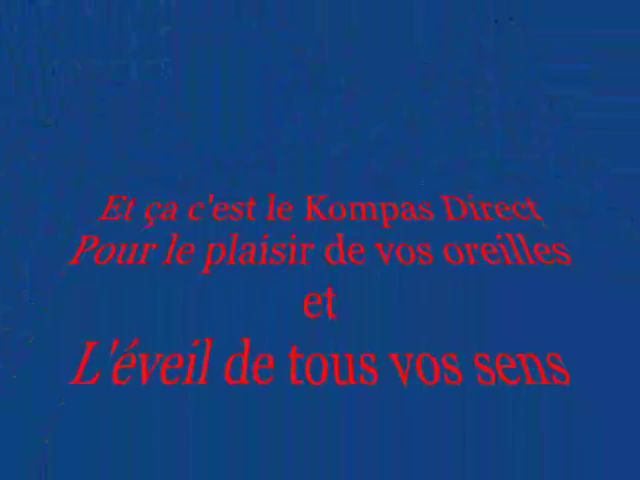 Et ça c'est le Kompas Direct
Pour le plaisir de vos oreilles
et
L'éveil de tous vos sens